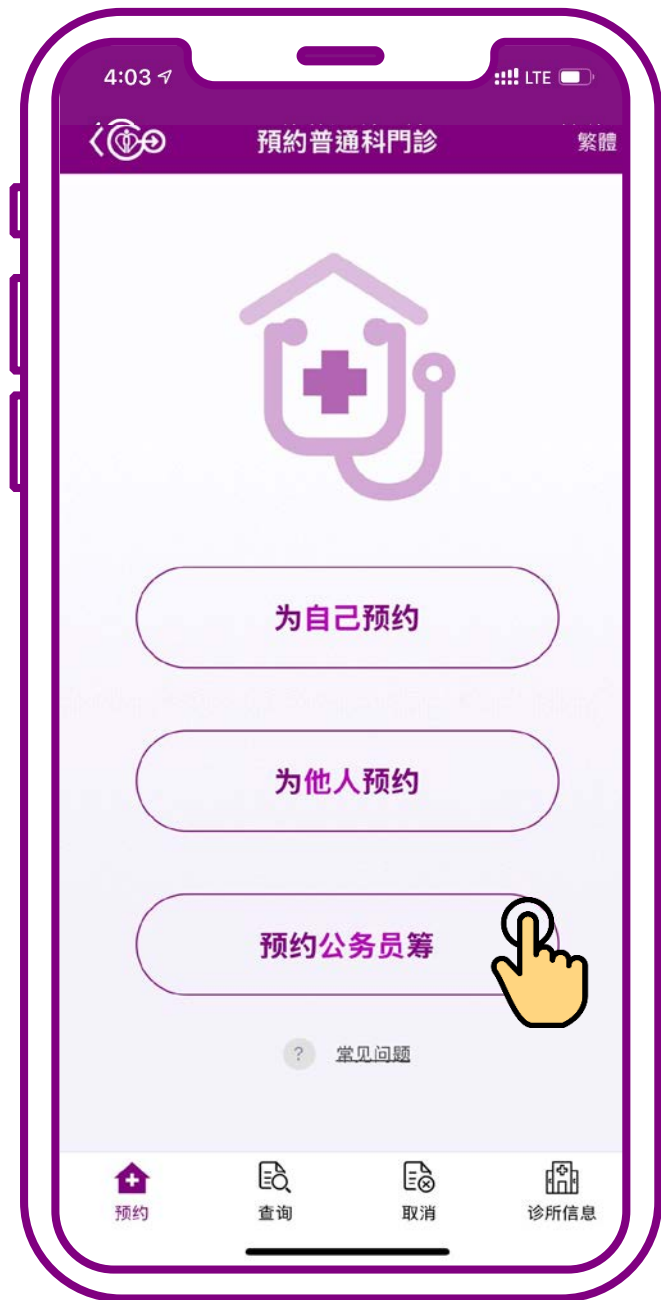 4:03
LTE
預約普通科門診
繁體
为自己预约
为他人预约
预约公务员筹
? 常见问题
预约
查询
取消
诊所信息